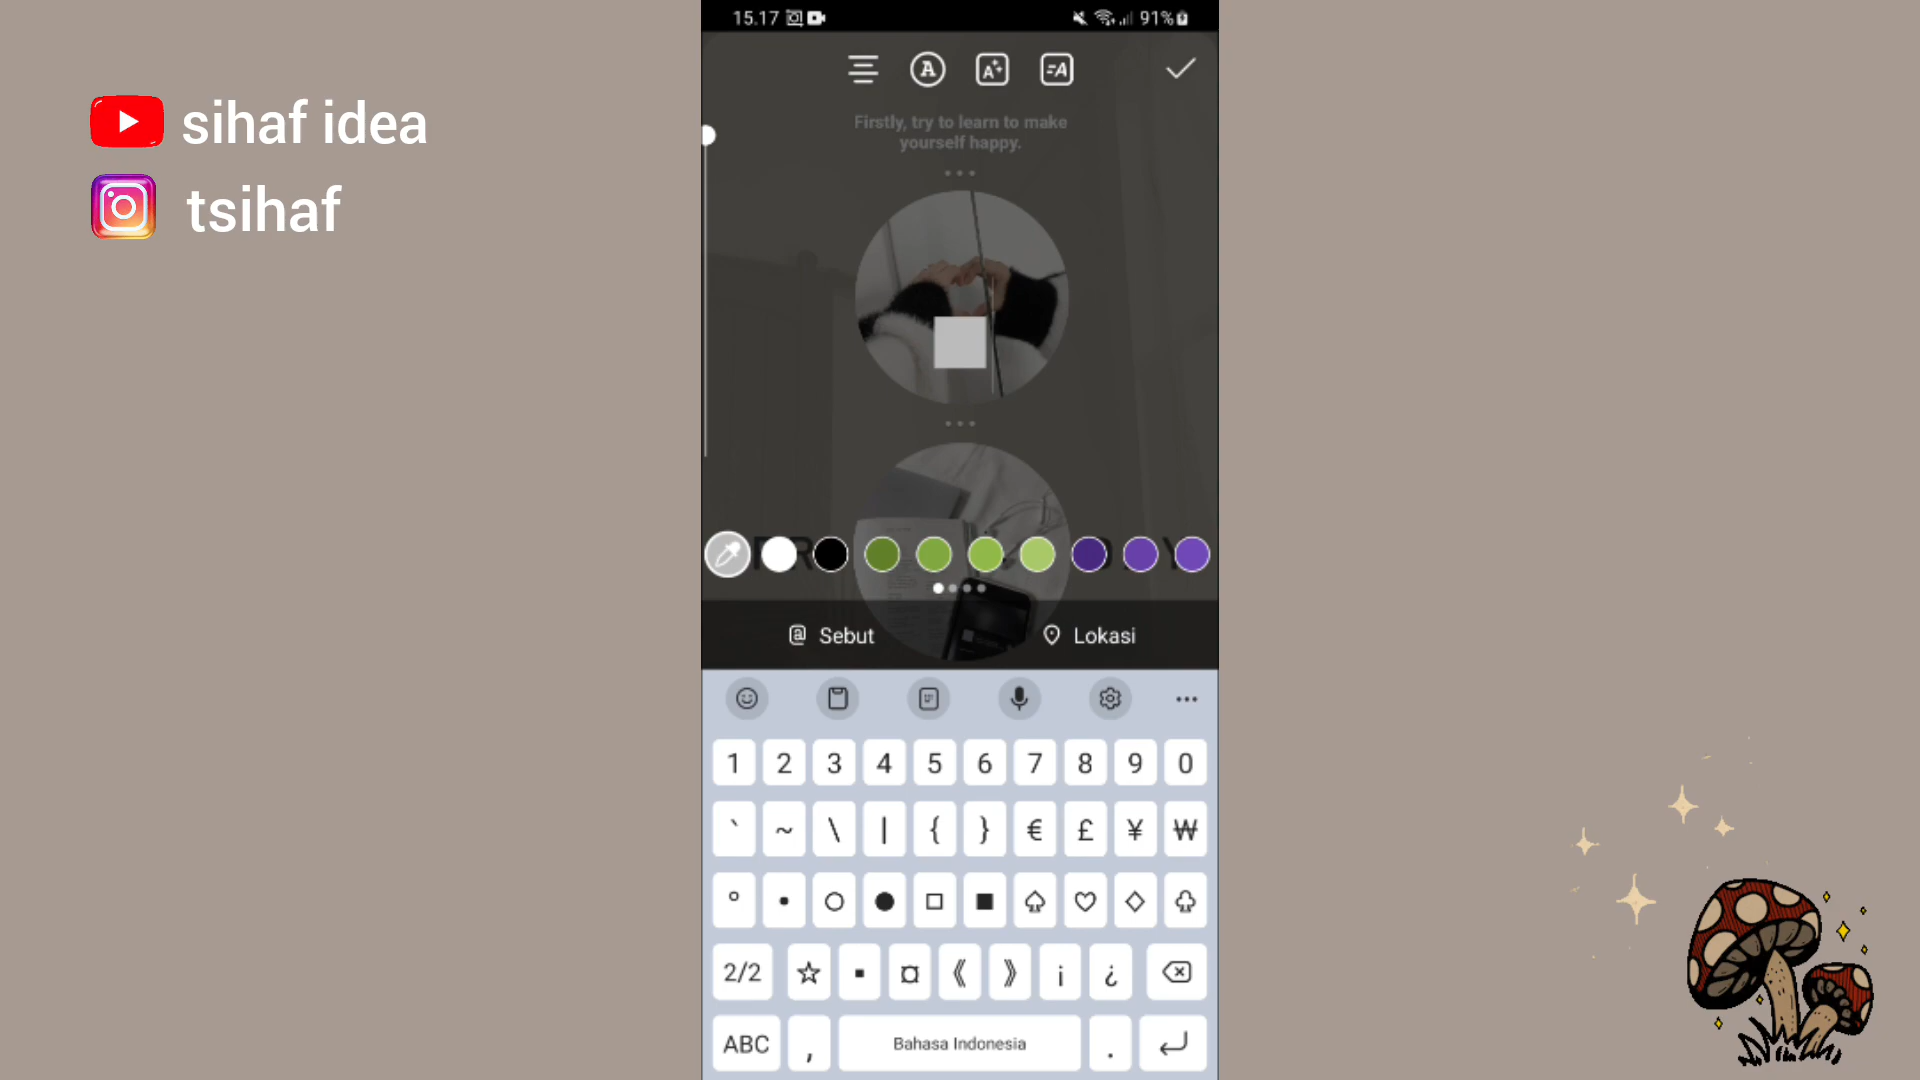 sihaf idea
tsihaf
15.17
91%
Firstly, try to learn to make
yourself happy.
Sebut
Lokasi
1 2 3 4 5 6 7 8 9 0
` ~ \ | { } € £ ¥ ₩
° • ○ ● □ ■ ♤ ♡ ◇ ♧
2/2 ☆ ▪ ¤ 《 》 ¡ ¿
ABC , Bahasa Indonesia .